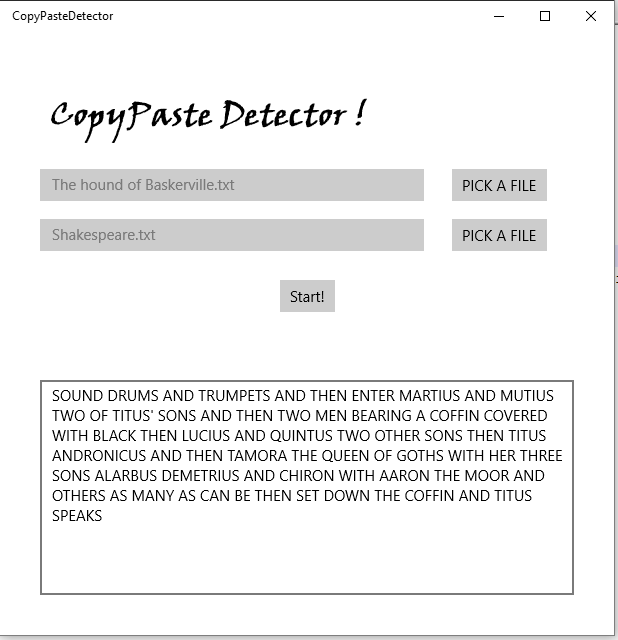 CopyPasteDetector
CopyPaste Detector !
The hound of Baskerville.txt
PICK A FILE
Shakespeare.txt
PICK A FILE
Start!
SOUND DRUMS AND TRUMPETS AND THEN ENTER MARTIUS AND MUTIUS
TWO OF TITUS' SONS AND THEN TWO MEN BEARING A COFFIN COVERED
WITH BLACK THEN LUCIUS AND QUINTUS TWO OTHER SONS THEN TITUS
ANDRONICUS AND THEN TAMORA THE QUEEN OF GOTHS WITH HER THREE
SONS ALARBUS DEMETRIUS AND CHIRON WITH AARON THE MOOR AND
OTHERS AS MANY AS CAN BE THEN SET DOWN THE COFFIN AND TITUS
SPEAKS